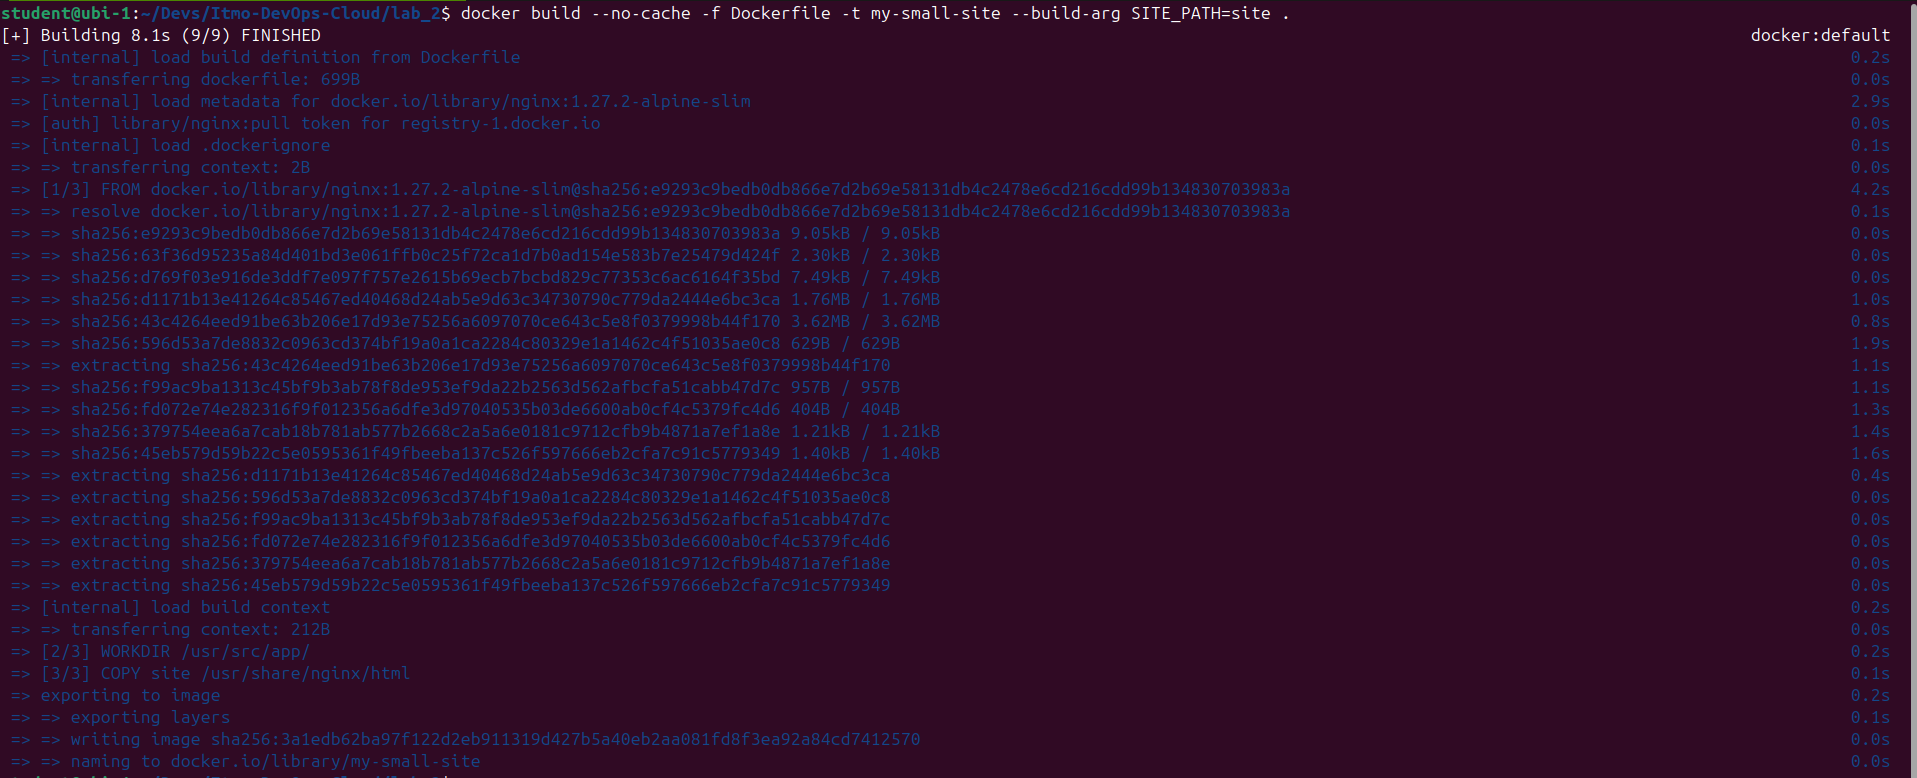 student@ubi-1:~/Devs/Itmo-DevOps-Cloud/lab_2$ docker build --no-cache -f Dockerfile -t my-small-site --build-arg SITE_PATH=site .
[+] Building 8.1s (9/9) FINISHED docker:default
=> [internal] load build definition from Dockerfile 0.2s
=> => transferring dockerfile: 699B 0.0s
=> [internal] load metadata for docker.io/library/nginx:1.27.2-alpine-slim 2.9s
=> [auth] library/nginx:pull token for registry-1.docker.io 0.0s
=> [internal] load .dockerignore 0.1s
=> => transferring context: 2B 0.0s
=> [1/3] FROM docker.io/library/nginx:1.27.2-alpine-slim@sha256:e9293c9bedb0db866e7d2b69e58131db4c2478e6cd216cdd99b134830703983a 4.2s
=> => resolve docker.io/library/nginx:1.27.2-alpine-slim@sha256:e9293c9bedb0db866e7d2b69e58131db4c2478e6cd216cdd99b134830703983a 0.1s
=> => sha256:e9293c9bedb0db866e7d2b69e58131db4c2478e6cd216cdd99b134830703983a 9.05kB / 9.05kB 0.0s
=> => sha256:63f36d95235a84d401bd3e061ffb0c25f72ca1d7b0ad154e583b7e25479d424f 2.30kB / 2.30kB 0.0s
=> => sha256:d769f03e916de3ddf7e097f757e2615b69ecb7bcbd829c77353c6ac6164f35bd 7.49kB / 7.49kB 0.0s
=> => sha256:d1171b13e41264c85467ed40468d24ab5e9d63c34730790c779da2444e6bc3ca 1.76MB / 1.76MB 1.0s
=> => sha256:43c4264eed91be63b206e17d93e75256a6097070ce643c5e8f0379998b44f170 3.62MB / 3.62MB 0.8s
=> => sha256:596d53a7de8832c0963cd374bf19a0a1ca2284c80329e1a1462c4f51035ae0c8 629B / 629B 1.9s
=> => extracting sha256:43c4264eed91be63b206e17d93e75256a6097070ce643c5e8f0379998b44f170 1.1s
=> => sha256:f99ac9ba1313c45bf9b3ab78f8de953ef9da22b2563d562afbcfa51cabb47d7c 957B / 957B 1.1s
=> => sha256:fd072e74e282316f9f012356a6dfe3d97040535b03de6600ab0cf4c5379fc4d6 404B / 404B 1.3s
=> => sha256:379754eea6a7cab18b781ab577b2668c2a5a6e0181c9712cfb9b4871a7ef1a8e 1.21kB / 1.21kB 1.4s
=> => sha256:45eb579d59b22c5e0595361f49fbeeba137c526f597666eb2cfa7c91c5779349 1.40kB / 1.40kB 1.6s
=> => extracting sha256:d1171b13e41264c85467ed40468d24ab5e9d63c34730790c779da2444e6bc3ca 0.4s
=> => extracting sha256:596d53a7de8832c0963cd374bf19a0a1ca2284c80329e1a1462c4f51035ae0c8 0.0s
=> => extracting sha256:f99ac9ba1313c45bf9b3ab78f8de953ef9da22b2563d562afbcfa51cabb47d7c 0.0s
=> => extracting sha256:fd072e74e282316f9f012356a6dfe3d97040535b03de6600ab0cf4c5379fc4d6 0.0s
=> => extracting sha256:379754eea6a7cab18b781ab577b2668c2a5a6e0181c9712cfb9b4871a7ef1a8e 0.0s
=> => extracting sha256:45eb579d59b22c5e0595361f49fbeeba137c526f597666eb2cfa7c91c5779349 0.0s
=> [internal] load build context 0.2s
=> => transferring context: 212B 0.0s
=> [2/3] WORKDIR /usr/src/app/ 0.2s
=> [3/3] COPY site /usr/share/nginx/html 0.1s
=> exporting to image 0.2s
=> => exporting layers 0.1s
=> => writing image sha256:3a1edb62ba97f122d2eb911319d427b5a40eb2aa081fd8f3ea92a84cd7412570 0.0s
=> => naming to docker.io/library/my-small-site 0.0s